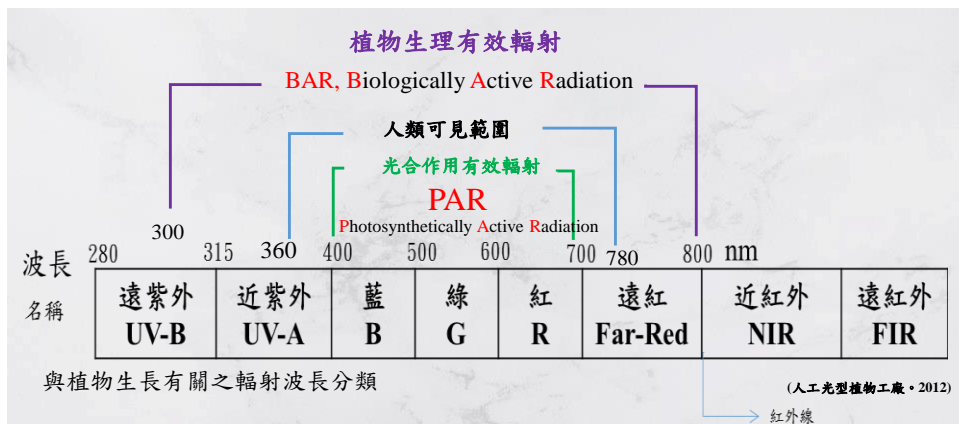 植物生理有效輻射
BAR, Biologically Active Radiation
人類可見範圍
光合作用有效輻射
PAR
Photosynthetically Active Radiation
300
360
780
波長 280 315 400 500 600 700 800 nm
名稱
遠紫外 近紫外 藍 綠 紅 遠紅 近紅外 遠紅外
UV-B UV-A B G R Far-Red NIR FIR
與植物生長有關之輻射波長分類
(人工光型植物工廠。2012)
紅外線